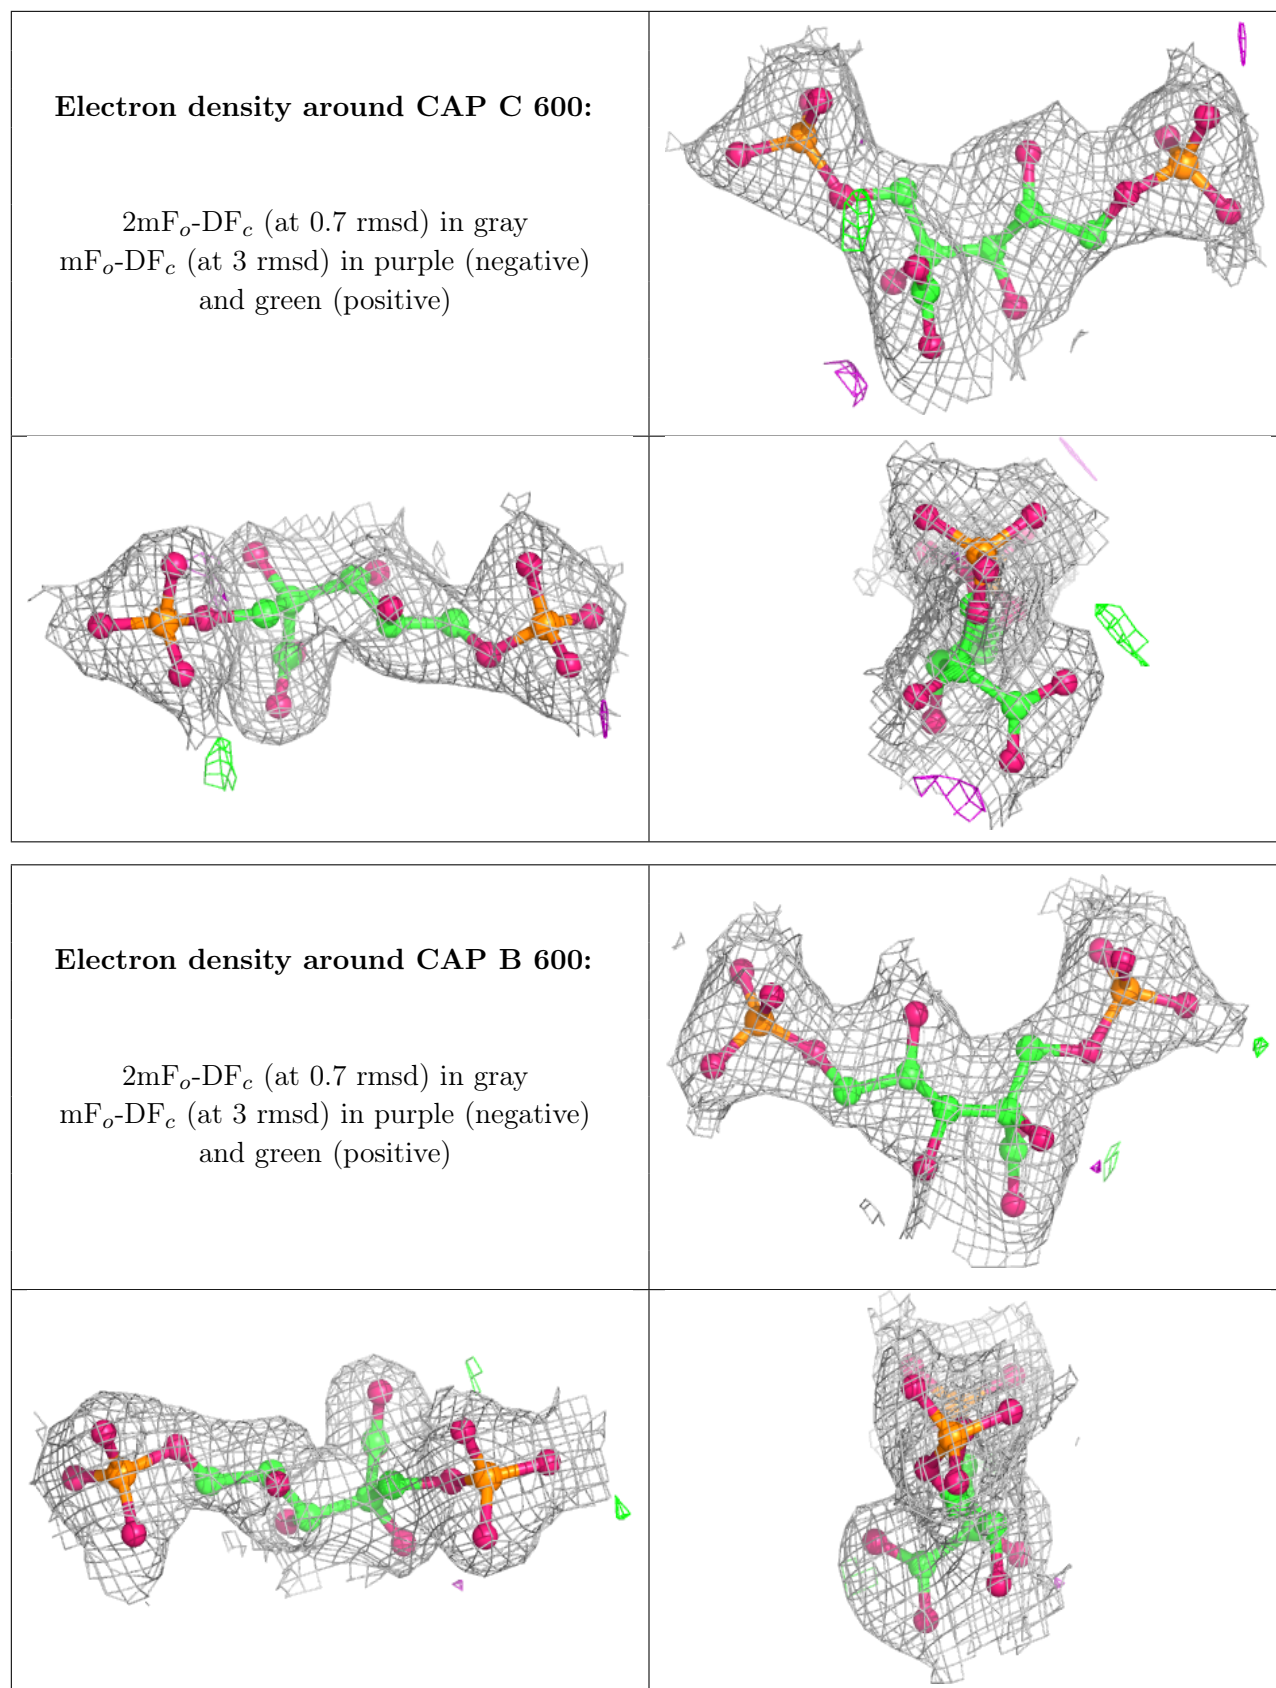 Electron density around CAP C 600:
2mFo-DFc (at 0.7 rmsd) in gray
mFo-DFc (at 3 rmsd) in purple (negative)
and green (positive)
Electron density around CAP B 600:
2mFo-DFc (at 0.7 rmsd) in gray
mFo-DFc (at 3 rmsd) in purple (negative)
and green (positive)